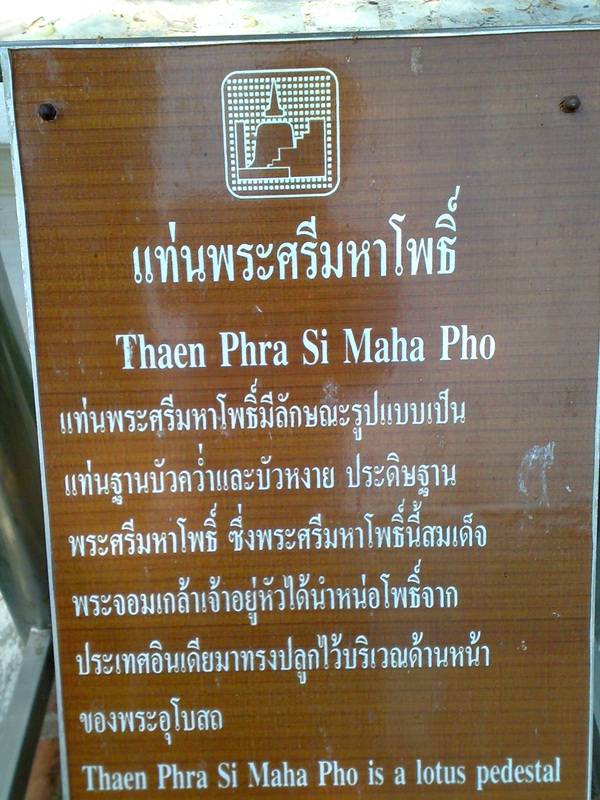 แท่นพระศรีมหาโพธิ์
Thaen Phra Si Maha Pho
แท่นพระศรีมหาโพธิ์มีลักษณะรูปแบบเป็น
แท่นฐานบัวคว่ำและบัวหงาย ประดิษฐาน
พระศรีมหาโพธิ์ ซึ่งพระศรีมหาโพธิ์นี้สมเด็จ
พระจอมเกล้าเจ้าอยู่หัวได้นำหน่อโพธิ์จาก
ประเทศอินเดียมาทรงปลูกไว้บริเวณด้านหน้า
ของพระอุโบสถ
Thaen Phra Si Maha Pho is a lotus pedestal